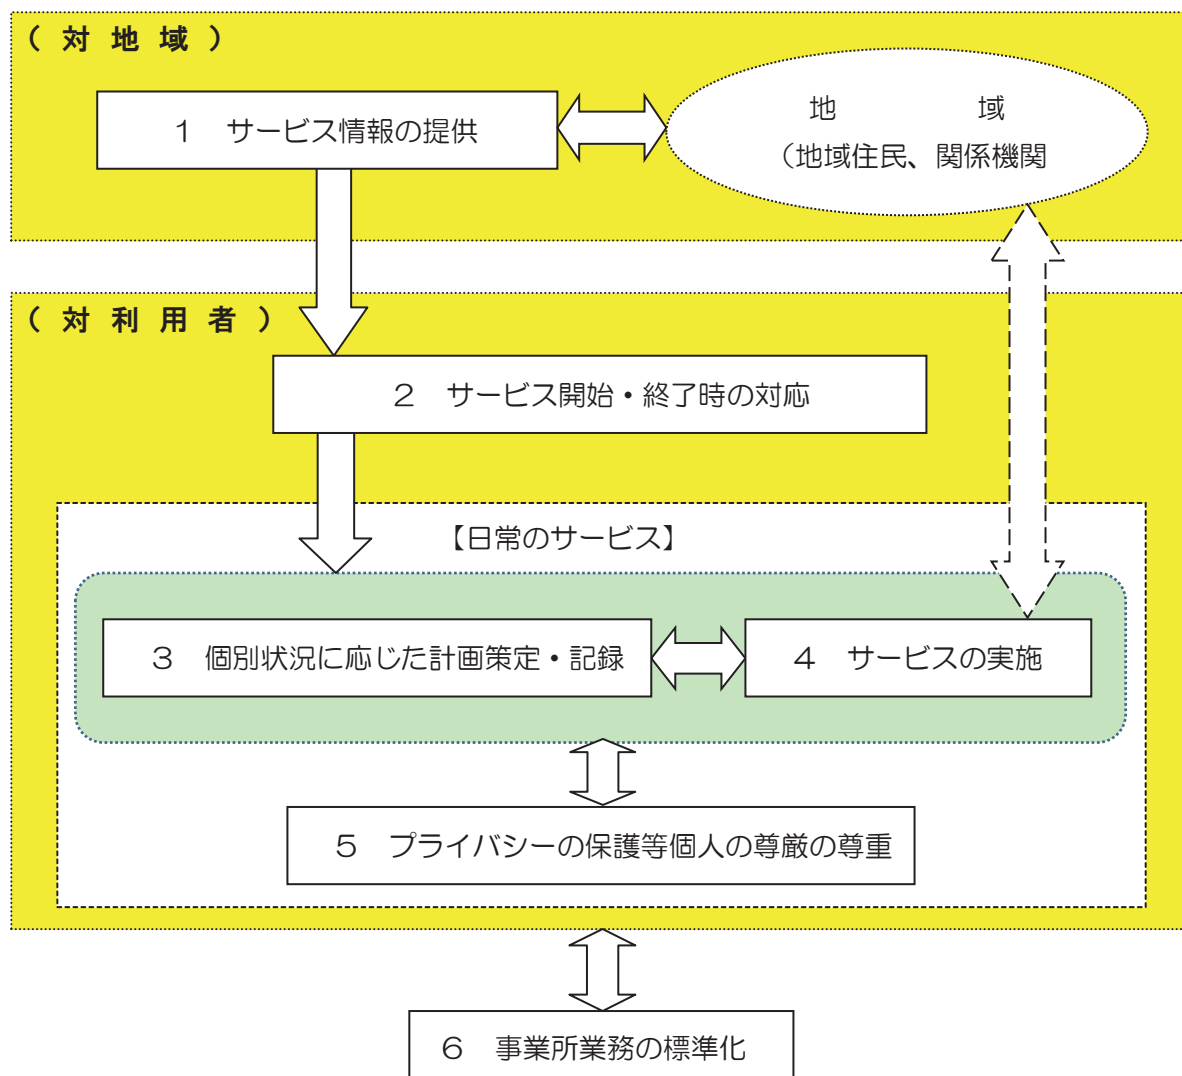 （ 対 地 域 ）
１　サービス情報の提供
地　　　　域
（地域住民、関係機関
（ 対 利 用 者 ）
２　サービス開始・終了時の対応
【日常のサービス】
３　個別状況に応じた計画策定・記録
４　サービスの実施
５　プライバシーの保護等個人の尊厳の尊重
６　事業所業務の標準化